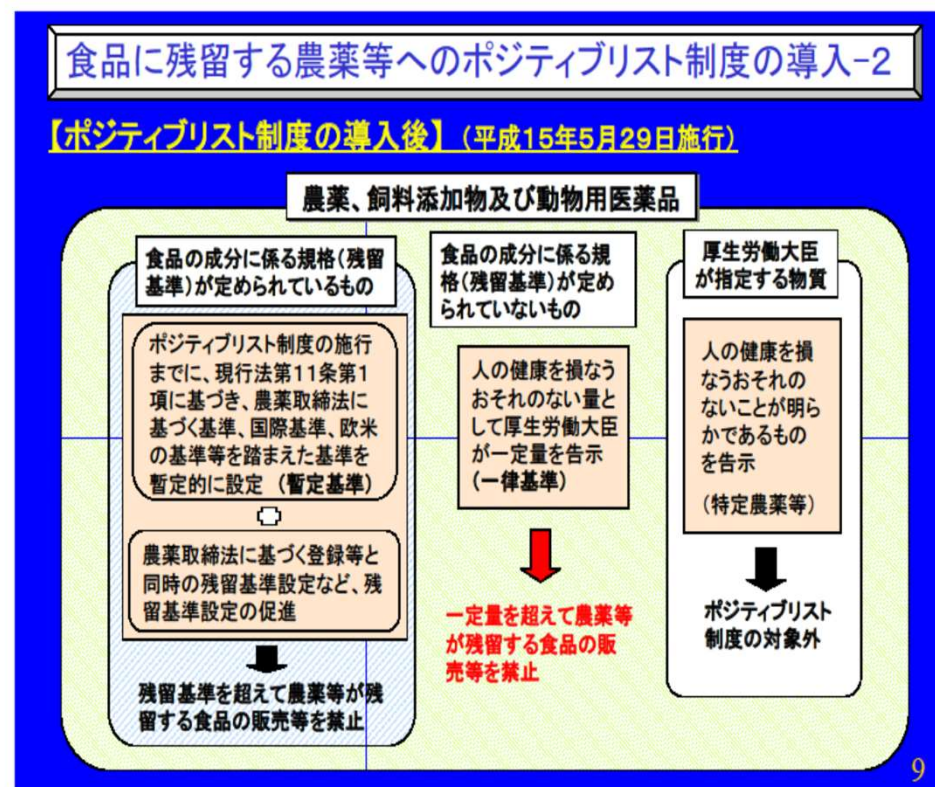 食品に残留する農薬等へのポジティブリスト制度の導入-2
【ポジティブリスト制度の導入後】（平成15年5月29日施行）
農薬、飼料添加物及び動物用医薬品
食品の成分に係る規格（残留
基準）が定められているもの
ポジティブリスト制度の施行
までに、現行法第11条第1
項に基づき、農薬取締法に
基づく基準、国際基準、欧米
の基準等を踏まえた基準を
暫定的に設定　（暫定基準）
農薬取締法に基づく登録等と
同時の残留基準設定など、残
留基準設定の促進
残留基準を超えて農薬等が残
留する食品の販売等を禁止
食品の成分に係る規
格（残留基準）が定め
られていないもの
人の健康を損なう
おそれのない量と
して厚生労働大臣
が一定量を告示
（一律基準）
一定量を超えて農薬等
が残留する食品の販
売等を禁止
厚生労働大臣
が指定する物質
人の健康を損
なうおそれの
ないことが明ら
かであるもの
を告示
（特定農薬等）
ポジティブリスト
制度の対象外
9